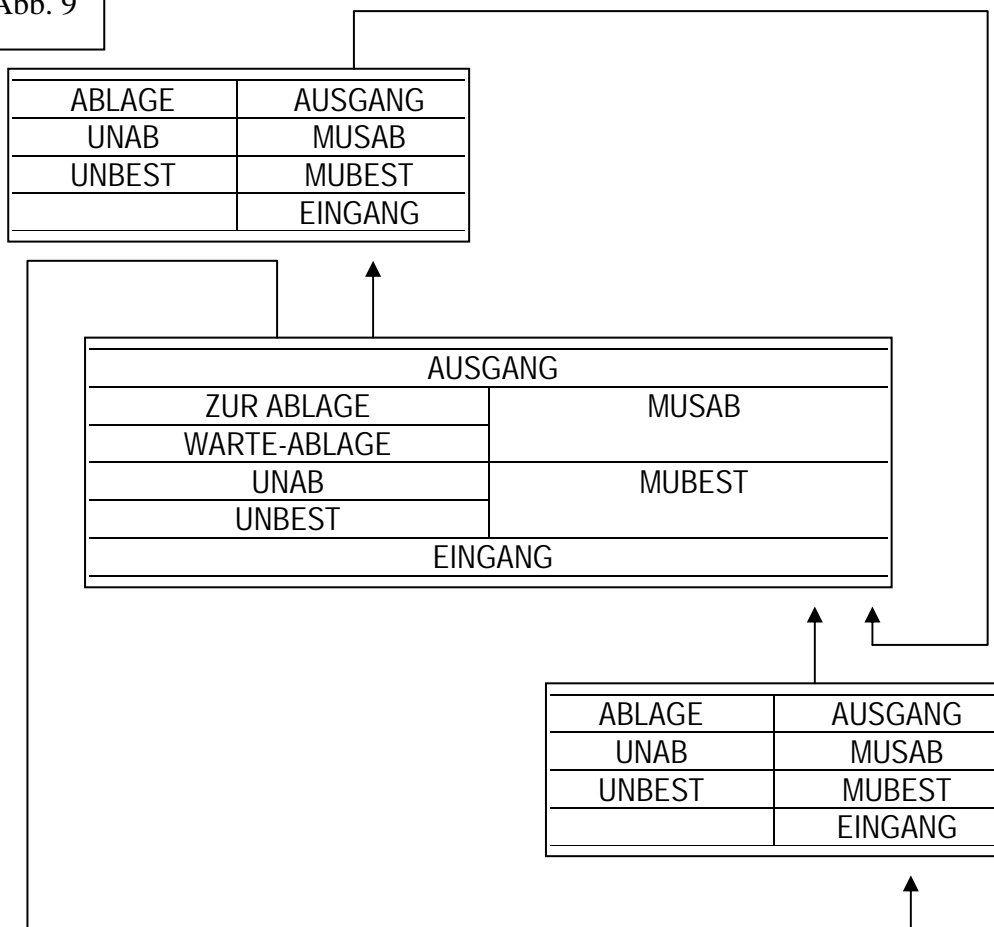 Abb. 9
ABLAGE AUSGANG
UNAB MUSAB
UNBEST MUBEST
EINGANG
AUSGANG
ZUR ABLAGE MUSAB
WARTE-ABLAGE
UNAB MUBEST
UNBEST
EINGANG
ABLAGE AUSGANG
UNAB MUSAB
UNBEST MUBEST
EINGANG